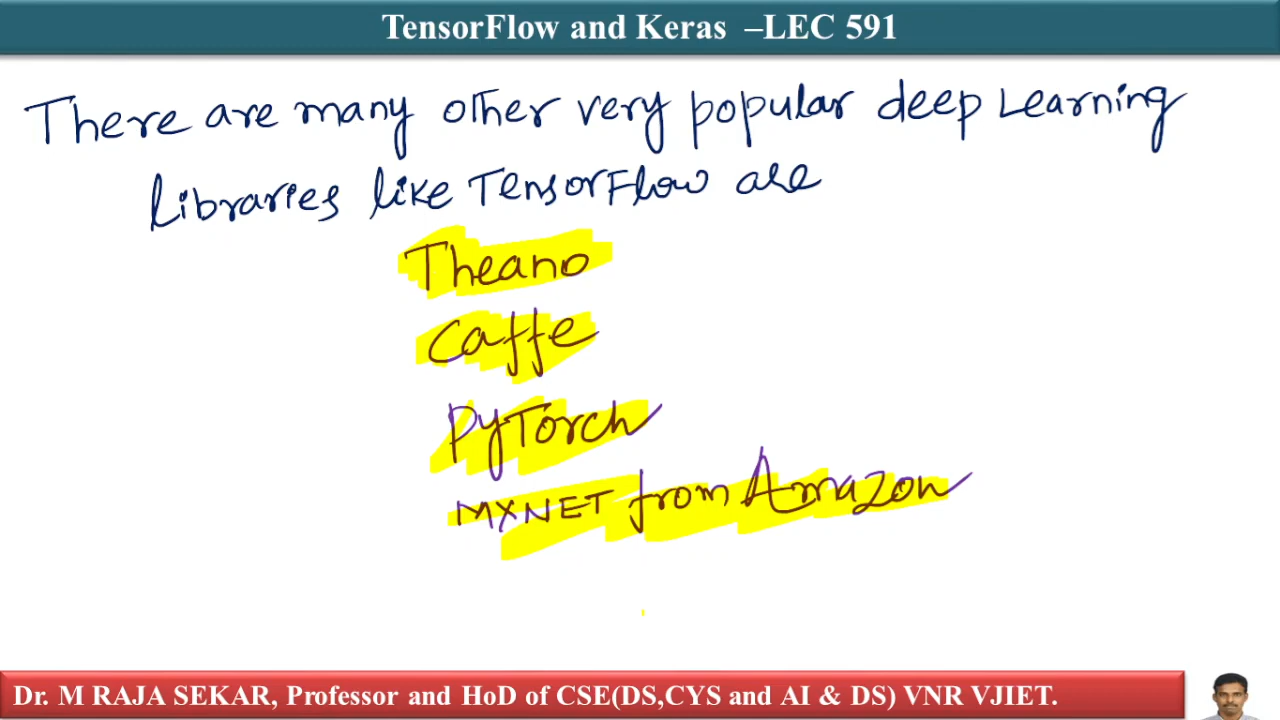 TensorFlow and Keras –LEC 591
There are many other very popular deep Learning
libraries like TensorFlow are
Theano
Caffe
PyTorch
MXNET from Amazon
Dr. M RAJA SEKAR, Professor and HoD of CSE(DS,CYS and AI & DS) VNR VJIET.